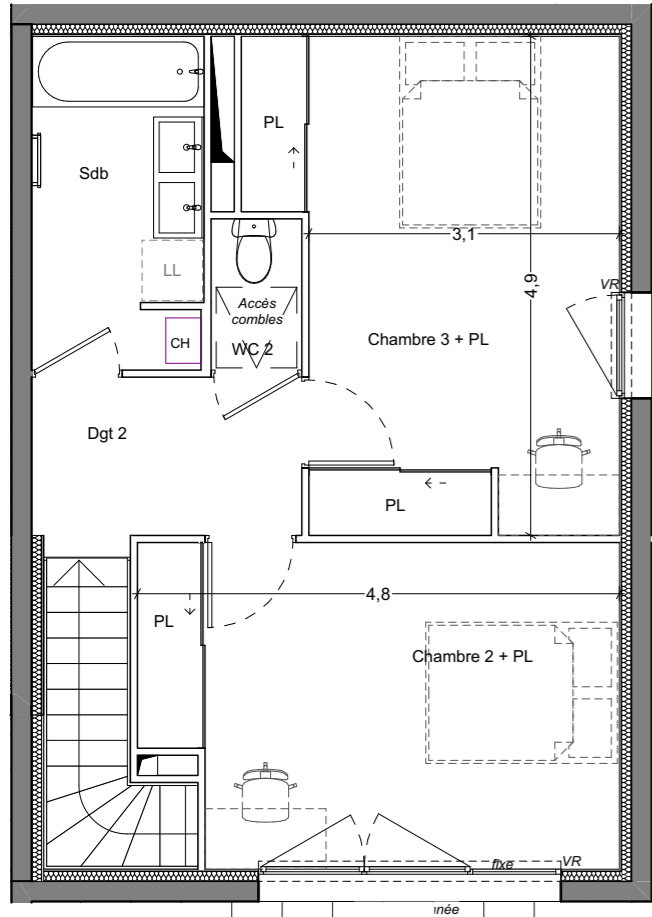 PL
Sdb
3,1
LL
4,9
VR
Accès
combles
CH
WC 2
Chambre 3 + PL
Dgt 2
PL
4,8
PL
Chambre 2 + PL
fixe
VR
née